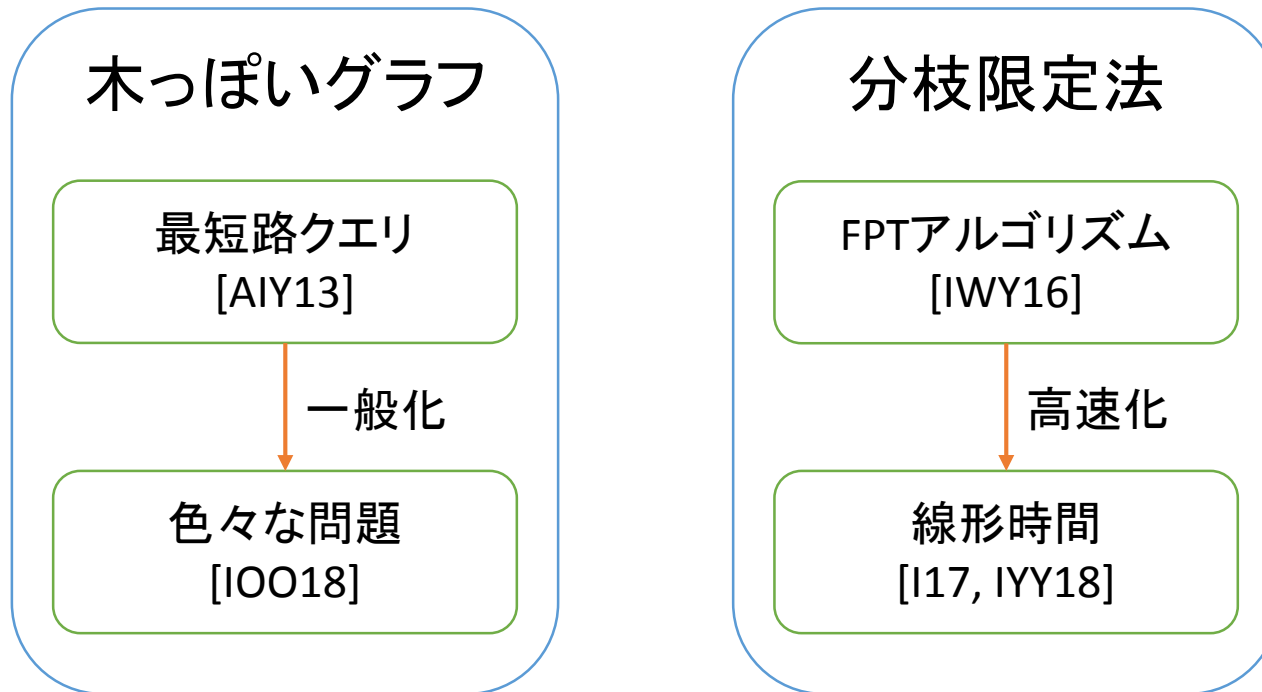 木っぽいグラフ
最短路クエリ
[AIY13]
一般化
色々な問題
[IOO18]
分枝限定法
FPTアルゴリズム
[IWY16]
高速化
線形時間
[I17, IYY18]